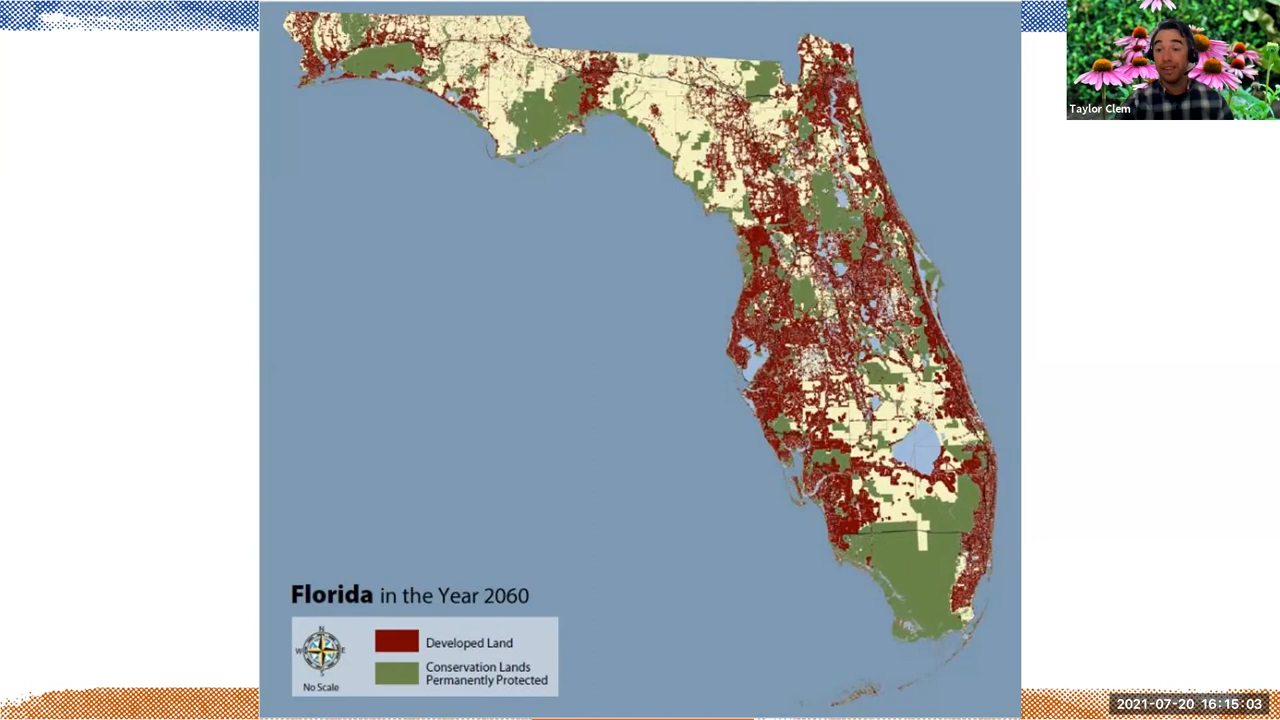 Taylor Clem
Florida in the Year 2060
N
W E
S
No Scale
Developed Land
Conservation Lands
Permanently Protected
2021-07-20 16:15:03